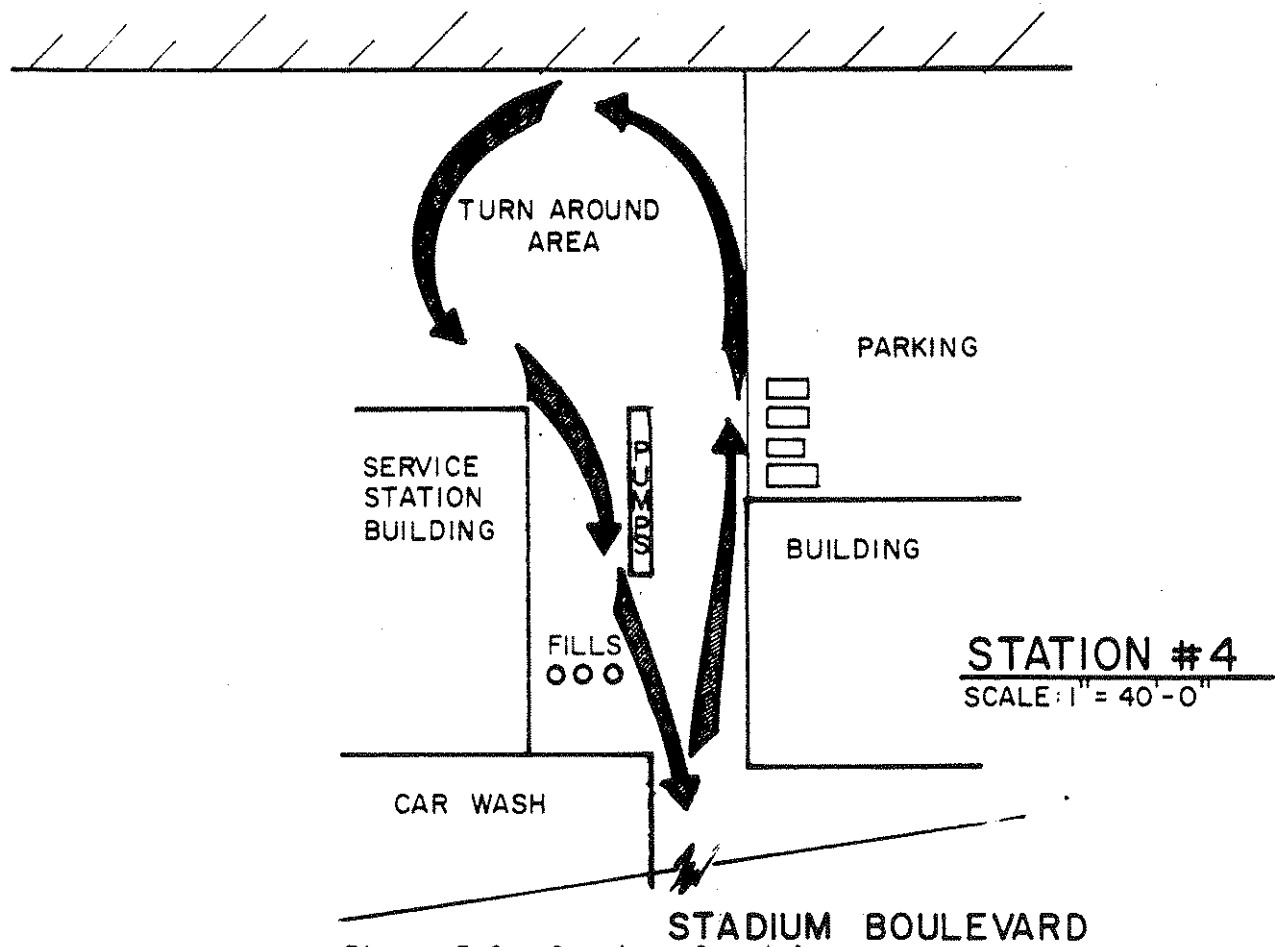 TURN AROUND
AREA
PARKING
SERVICE
STATION
BUILDING
PUMPS
BUILDING
FILLS
STATION #4
SCALE: 1" = 40'-0"
CAR WASH
STADIUM BOULEVARD